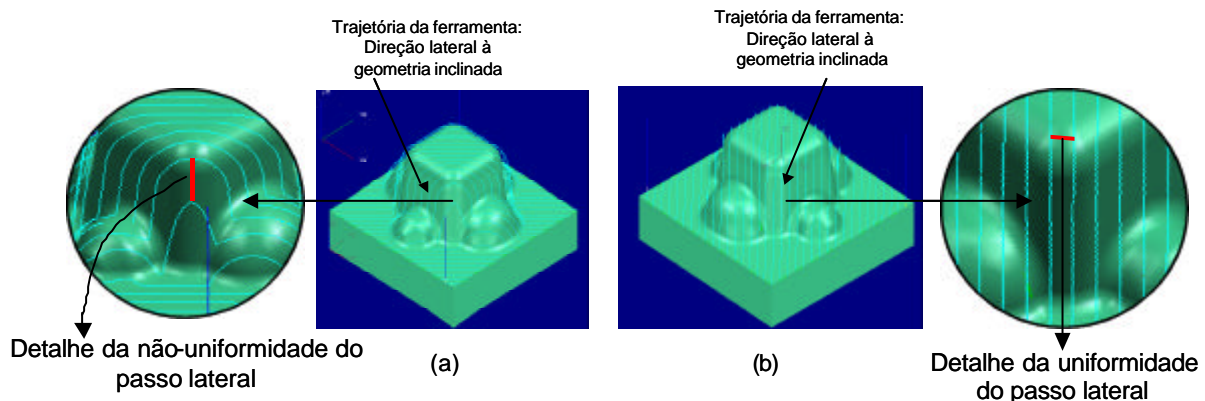 Trajetória da ferramenta:
Direção lateral à
geometria inclinada
Trajetória da ferramenta:
Direção lateral à
geometria inclinada
Detalhe da não-uniformidade do
passo lateral
(a)
(b)
Detalhe da uniformidade
do passo lateral